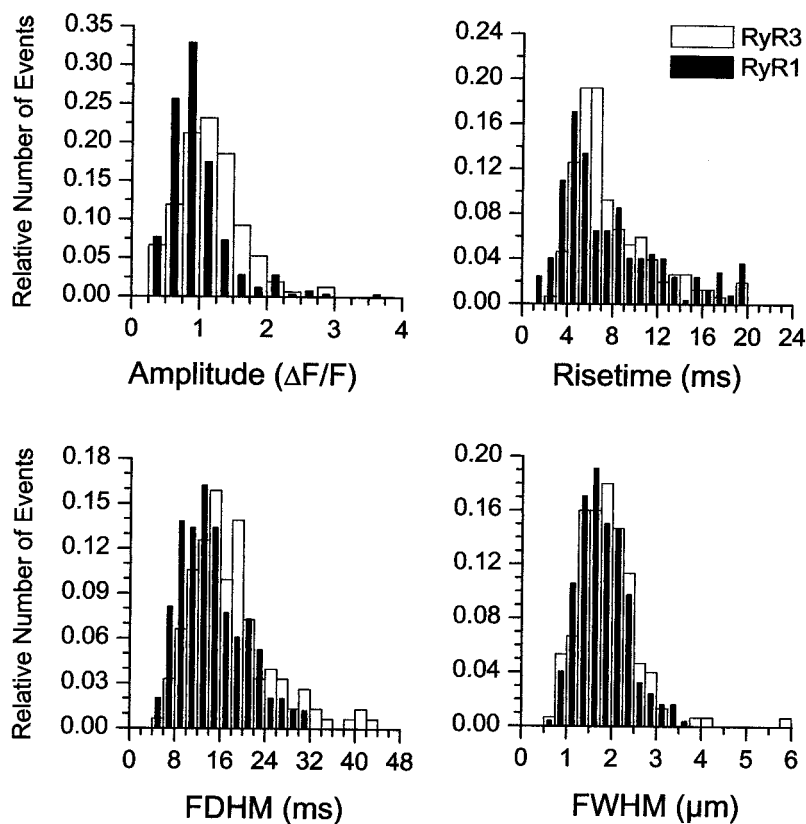 RyR3
RyR1
Relative Number of Events
0.35
0.30
0.25
0.20
0.15
0.10
0.05
0.00
0 1 2 3 4
Amplitude (ΔF/F)
0.24
0.20
0.16
0.12
0.08
0.04
0.00
0 4 8 12 16 20 24
Risetime (ms)
Relative Number of Events
0.18
0.15
0.12
0.09
0.06
0.03
0.00
0 8 16 24 32 40 48
FDHM (ms)
0.20
0.16
0.12
0.08
0.04
0.00
0 1 2 3 4 5 6
FWHM (µm)